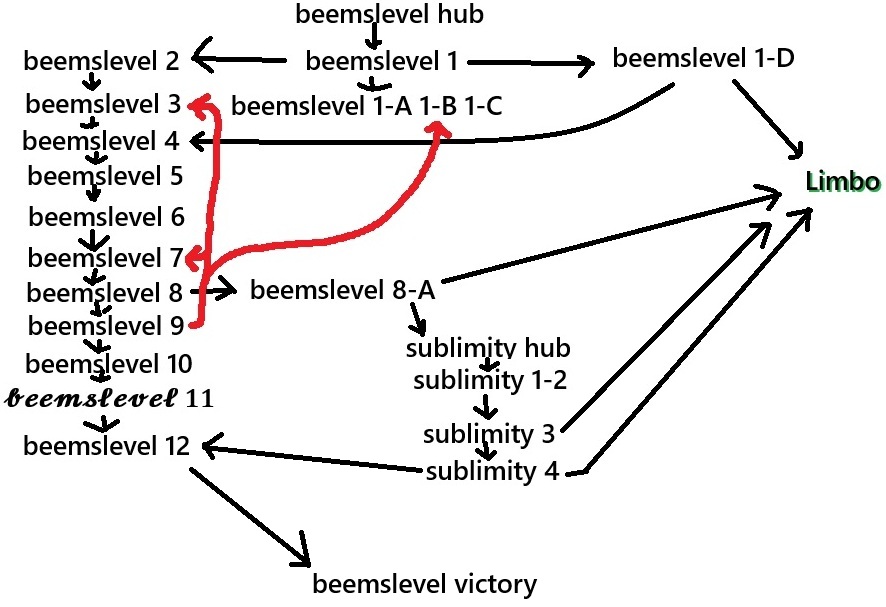 beemslevel hub
beemslevel 2
beemslevel 1
beemslevel 1-D
beemslevel 3
beemslevel 1-A 1-B 1-C
beemslevel 4
beemslevel 5
Limbo
beemslevel 6
beemslevel 7
beemslevel 8
beemslevel 8-A
beemslevel 9
sublimity hub
beemslevel 10
sublimity 1-2
beemslevel 11
sublimity 3
beemslevel 12
sublimity 4
beemslevel victory